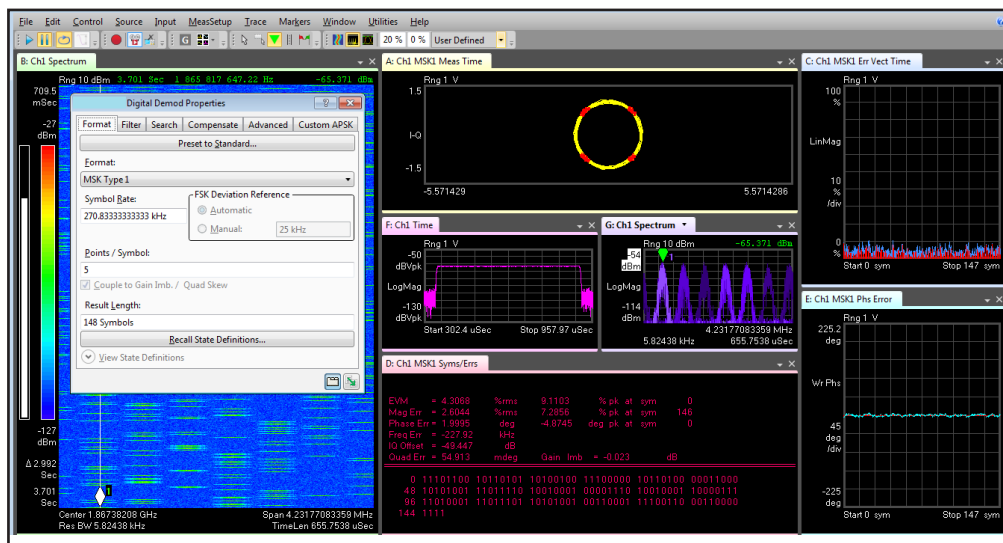 File Edit Control Source Input MeasSetup Trace Markers Window Utilities Help
20 % 0 % User Defined
B: Ch1 Spectrum
Rng 10 dBm 3.701 Sec 1 865 817 647.22 Hz -65.371 dBm
709.5
mSec
-27
dBm
-127
dBm
Δ 2.992
Sec
3.701
Sec
1
Center 1.86738208 GHz Span 4.23177083359 MHz
Res BW 5.82438 kHz TimeLen 655.7538 uSec
Digital Demod Properties
Format Filter Search Compensate Advanced Custom APSK
Preset to Standard...
Format:
MSK Type 1
Symbol Rate:
270.83333333333 kHz
FSK Deviation Reference
Automatic
Manual: 25 kHz
Points / Symbol:
5
Couple to Gain Imb. / Quad Skew
Result Length:
148 Symbols
Recall State Definitions...
View State Definitions
A: Ch1 MSK1 Meas Time
Rng 1 V
1.5
I-Q
-1.5
-5.571429 5.5714286
F: Ch1 Time
Rng 1 V
-50
dBVpk
LogMag
-130
dBVpk
Start 302.4 uSec Stop 957.97 uSec
G: Ch1 Spectrum
Rng 10 dBm -65.371 dBm
-54
dBm
1
LogMag
-114
dBm
4.23177083359 MHz
5.82438 kHz 655.7538 uSec
D: Ch1 MSK1 Syms/Errs
EVM = 4.3068 %rms 9.1103 % pk at sym 0
Mag Err = 2.6044 %rms 7.2856 % pk at sym 146
Phase Err = 1.9995 deg -4.8745 deg pk at sym 0
Freq Err = -227.92 kHz
IQ Offset = -49.447 dB
Quad Err = 54.913 mdeg Gain Imb = -0.023 dB
0 11101100 10110101 10100100 11100000 10110100 00011000
48 10101001 11011110 10010001 00001110 10010001 10000111
96 11010001 11011101 10101001 00110001 11100110 00110000
144 1111
C: Ch1 MSK1 Err Vect Time
Rng 1 V
100
%
LinMag
10
%
/div
0
%
Start 0 sym Stop 147 sym
E: Ch1 MSK1 Phs Error
Rng 1 V
225.2
deg
Wr Phs
45
deg
/div
-225
deg
Start 0 sym Stop 147 sym